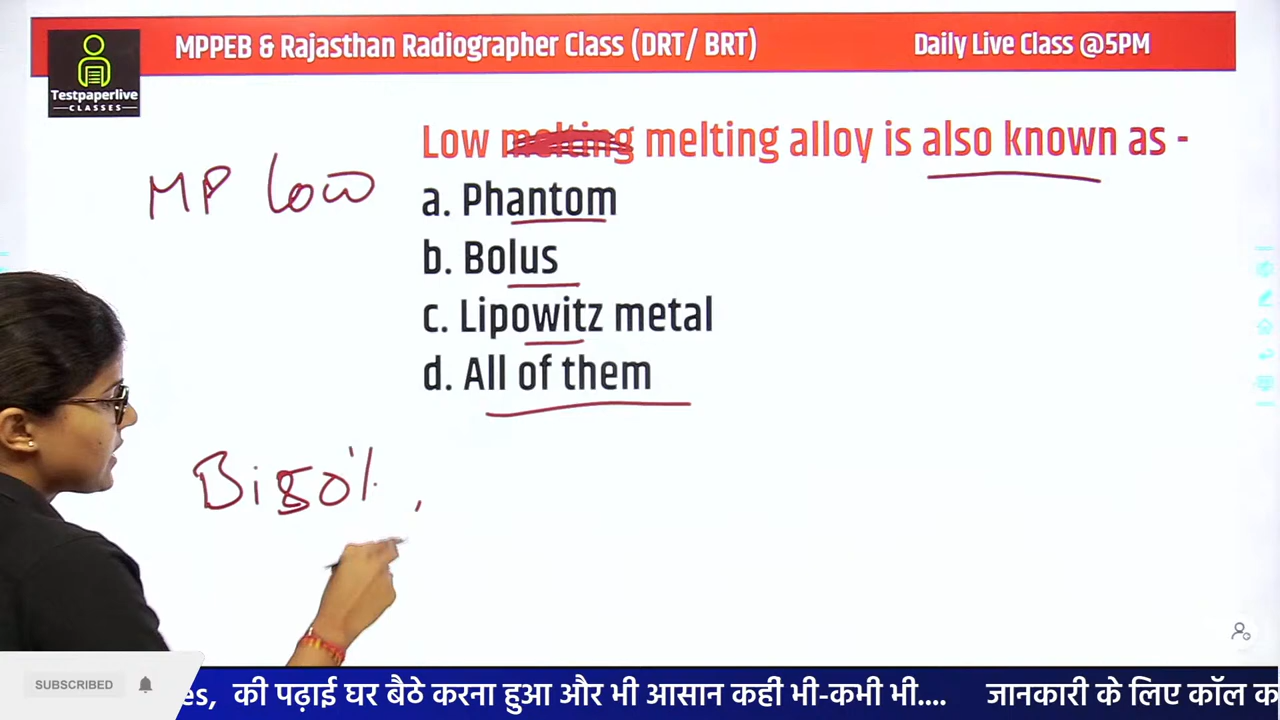 MPPEB & Rajasthan Radiographer Class (DRT/ BRT)
Daily Live Class @5PM
Testpaperlive
CLASSES
Low melting melting alloy is also known as -
MP low
a. Phantom
b. Bolus
c. Lipowitz metal
d. All of them
Bi 50% ,
SUBSCRIBED
es, की पढ़ाई घर बैठे करना हुआ और भी आसान कहीं भी-कभी भी.... जानकारी के लिए कॉल क